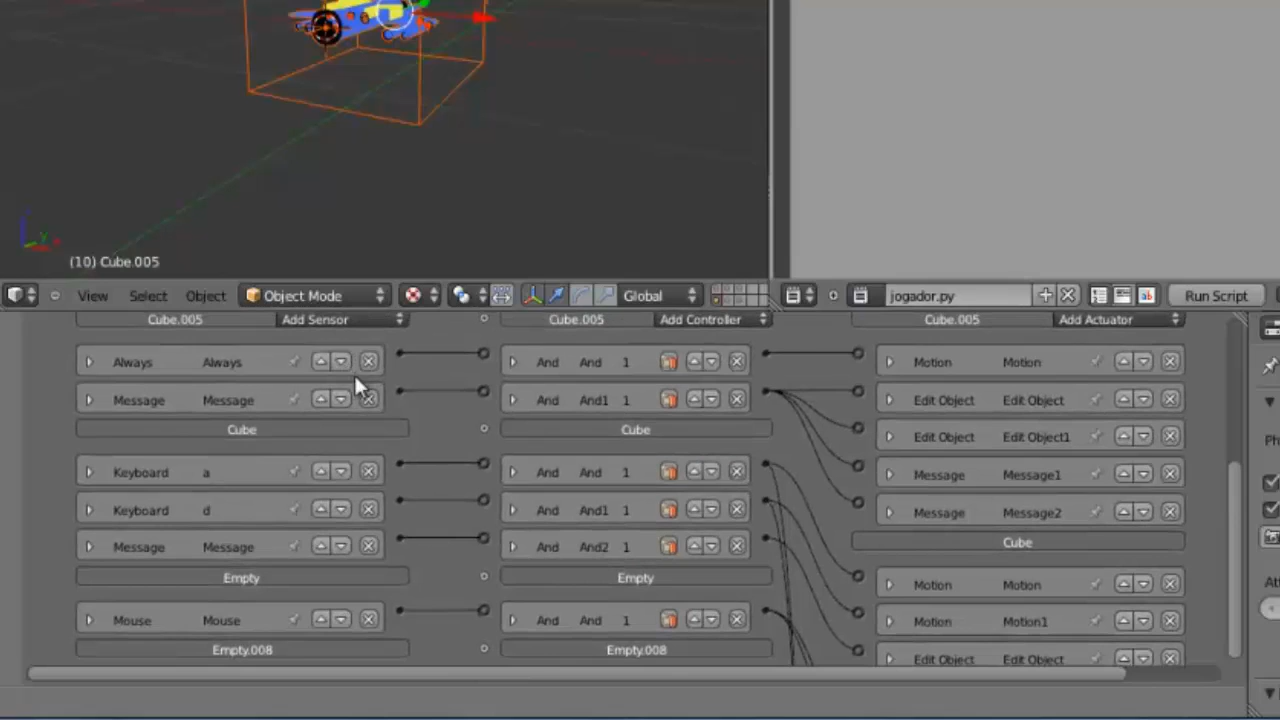 (10) Cube.005
View Select Object Object Mode Global jogador.py Run Script
Cube.005 Add Sensor Cube.005 Add Controller Cube.005 Add Actuator
Always Always And And 1 Motion Motion
Message Message And And1 1 Edit Object Edit Object
Cube Cube Edit Object Edit Object1
Keyboard a And And 1 Message Message1
Keyboard d And And1 1 Message Message2
Message Message And And2 1 Cube
Empty Empty Motion Motion
Mouse Mouse And And 1 Motion Motion1
Empty.008 Empty.008 Edit Object Edit Object